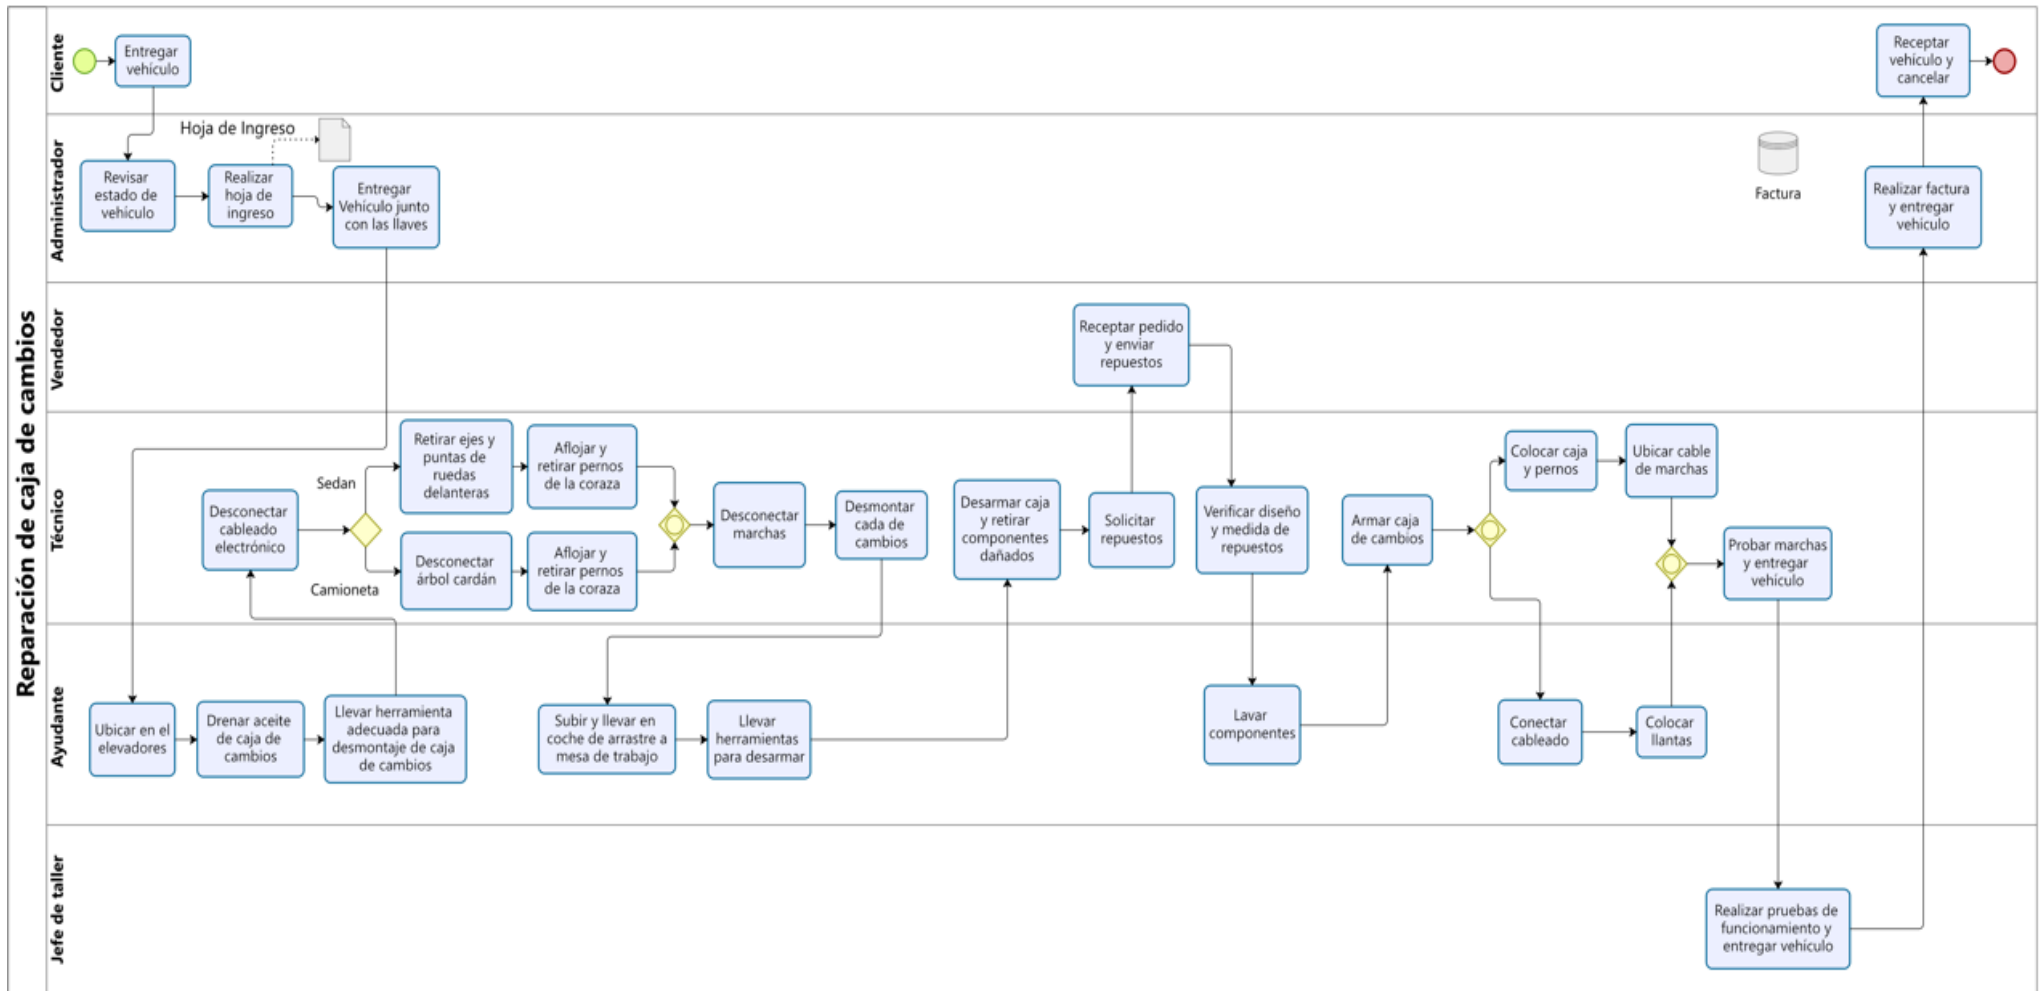 Reparación de caja de cambios
Cliente
Entregar
vehículo
Receptar
vehículo y
cancelar
Administrador
Hoja de Ingreso
Revisar
estado de
vehículo
Realizar
hoja de
ingreso
Entregar
Vehículo junto
con las llaves
Factura
Realizar factura
y entregar
vehículo
Vendedor
Receptar pedido
y enviar
repuestos
Técnico
Desconectar
cableado
electrónico
Sedan
Camioneta
Retirar ejes y
puntas de
ruedas
delanteras
Aflojar y
retirar pernos
de la coraza
Desconectar
árbol cardán
Aflojar y
retirar pernos
de la coraza
Desconectar
marchas
Desmontar
cada de
cambios
Desarmar caja
y retirar
componentes
dañados
Solicitar
repuestos
Verificar diseño
y medida de
repuestos
Armar caja
de cambios
Colocar caja
y pernos
Ubicar cable
de marchas
Probar marchas
y entregar
vehículo
Ayudante
Ubicar en el
elevadores
Drenar aceite
de caja de
cambios
Llevar herramienta
adecuada para
desmontaje de caja
de cambios
Subir y llevar en
coche de arrastre a
mesa de trabajo
Llevar
herramientas
para desarmar
Lavar
componentes
Conectar
cableado
Colocar
llantas
Jefe de taller
Realizar pruebas de
funcionamiento y
entregar vehículo